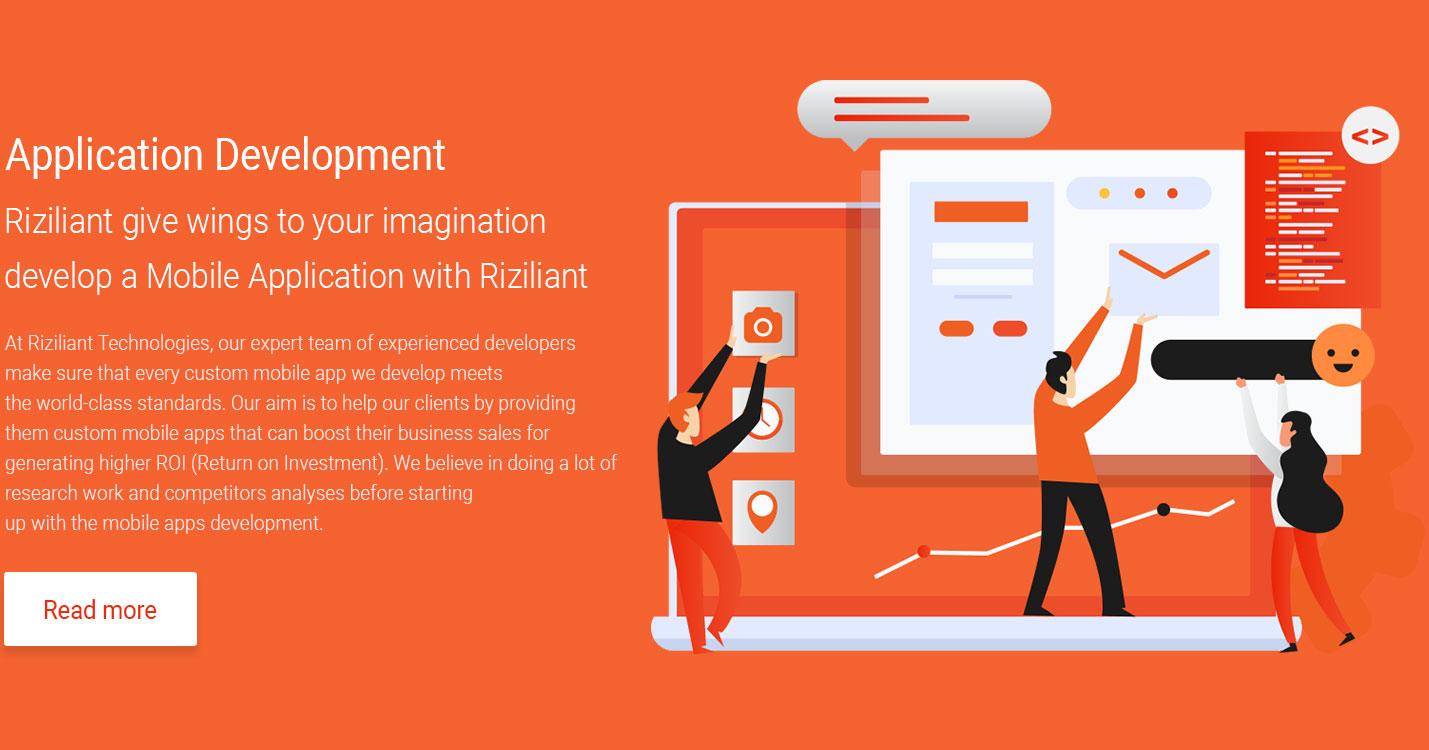 Application Development
Riziliant give wings to your imagination
develop a Mobile Application with Riziliant
At Riziliant Technologies, our expert team of experienced developers
make sure that every custom mobile app we develop meets
the world-class standards. Our aim is to help our clients by providing
them custom mobile apps that can boost their business sales for
generating higher ROI (Return on Investment). We believe in doing a lot of
research work and competitors analyses before starting
up with the mobile apps development.
Read more
<>